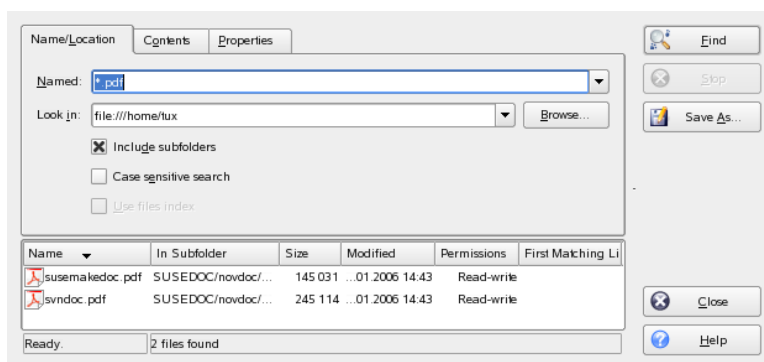 Name/Location Contents Properties
Find
Named: *.pdf
Stop
Look in: file:///home/tux Browse...
Save As...
Include subfolders
Case sensitive search
Use files index
Name In Subfolder Size Modified Permissions First Matching Li
susemakedoc.pdf SUSEDOC/novdoc/... 145 031 ...01.2006 14:43 Read-write
svndoc.pdf SUSEDOC/novdoc/... 245 114 ...01.2006 14:43 Read-write
Close
Ready. 2 files found
Help